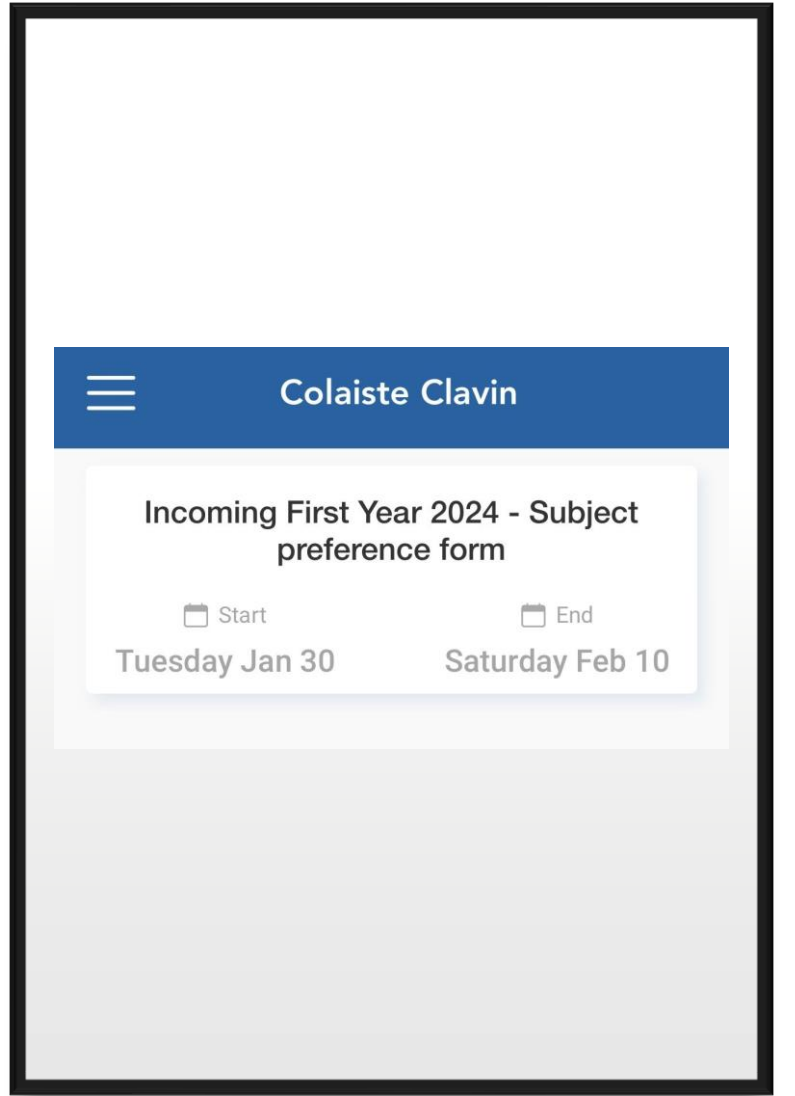 Colaiste Clavin
Incoming First Year 2024 - Subject
preference form
Start
End
Tuesday Jan 30
Saturday Feb 10